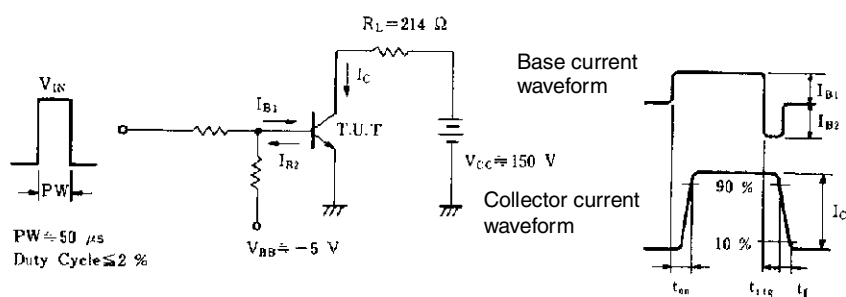 R_L=214 Ω
V_IN
I_C
I_B1
T.U.T
I_B2
PW
V_CC≒150 V
V_BB≒−5 V
PW≒50 μs
Duty Cycle≦2 %
Base current
waveform
I_B1
I_B2
Collector current
waveform
90 %
10 %
I_C
t_on
t_stg
t_f